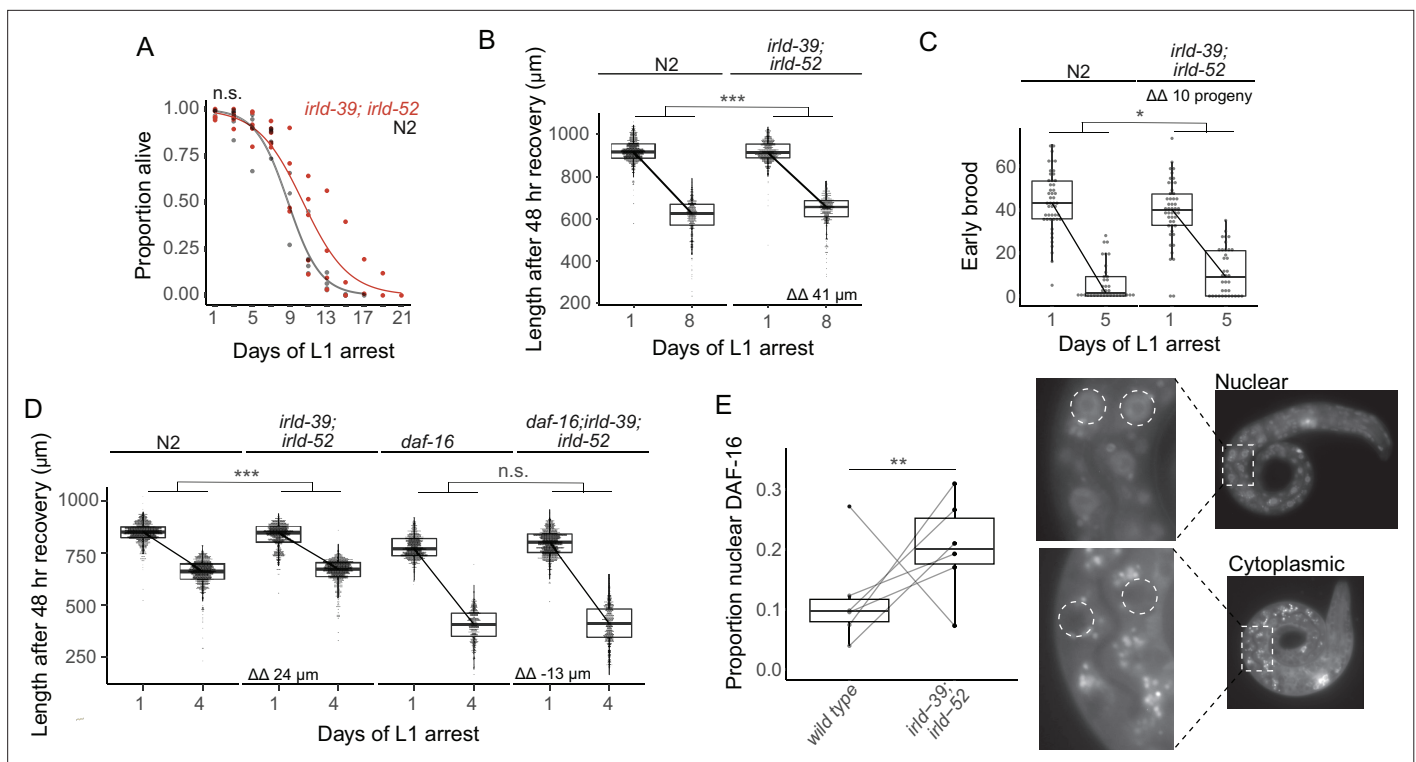 A
n.s.
irld-39; irld-52
N2
1.00
0.75
0.50
0.25
0.00
Proportion alive
1 5 9 13 17 21
Days of L1 arrest
B
N2
irld-39;
irld-52
***
1000
800
600
400
200
Length after 48 hr recovery (µm)
ΔΔ 41 µm
1 8 1 8
Days of L1 arrest
C
N2
irld-39;
irld-52
ΔΔ 10 progeny
*
60
40
20
0
Early brood
1 5 1 5
Days of L1 arrest
D
N2
irld-39;
irld-52
daf-16
daf-16;irld-39;
irld-52
***
n.s.
1000
750
500
250
Length after 48 hr recovery (µm)
ΔΔ 24 µm
ΔΔ -13 µm
1 4 1 4 1 4 1 4
Days of L1 arrest
E
**
0.3
0.2
0.1
0.0
Proportion nuclear DAF-16
wild type
irld-39;
irld-52
Nuclear
Cytoplasmic